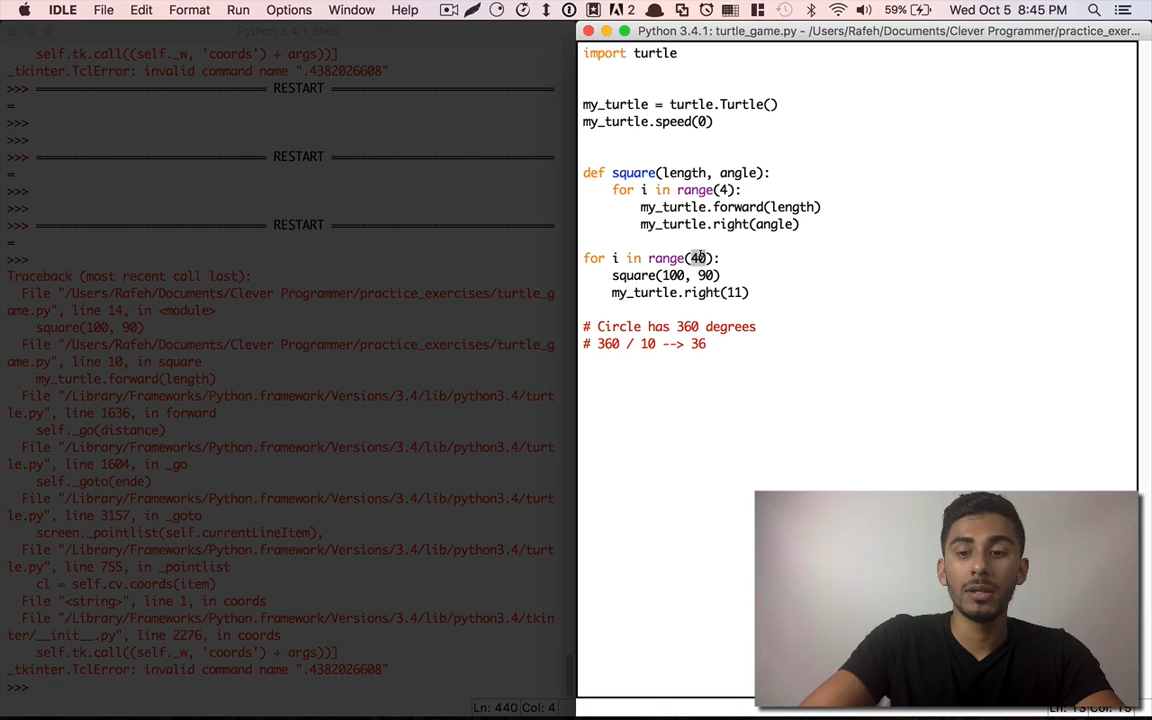 IDLE File Edit Format Run Options Window Help 2 59% Wed Oct 5 8:45 PM
Python 3.4.1 Shell
self.tk.call((self._w, 'coords') + args))]
_tkinter.TclError: invalid command name ".4382026608"
>>> ================================ RESTART ================================
=
>>>
>>>
>>> ================================ RESTART ================================
=
>>>
>>>
>>> ================================ RESTART ================================
=
>>>
Traceback (most recent call last):
File "/Users/Rafeh/Documents/Clever Programmer/practice_exercises/turtle_g
ame.py", line 14, in <module>
square(100, 90)
File "/Users/Rafeh/Documents/Clever Programmer/practice_exercises/turtle_g
ame.py", line 10, in square
my_turtle.forward(length)
File "/Library/Frameworks/Python.framework/Versions/3.4/lib/python3.4/turt
le.py", line 1636, in forward
self._go(distance)
File "/Library/Frameworks/Python.framework/Versions/3.4/lib/python3.4/turt
le.py", line 1604, in _go
self._goto(ende)
File "/Library/Frameworks/Python.framework/Versions/3.4/lib/python3.4/turt
le.py", line 3157, in _goto
screen._pointlist(self.currentLineItem),
File "/Library/Frameworks/Python.framework/Versions/3.4/lib/python3.4/turt
le.py", line 755, in _pointlist
cl = self.cv.coords(item)
File "<string>", line 1, in coords
File "/Library/Frameworks/Python.framework/Versions/3.4/lib/python3.4/tkin
ter/__init__.py", line 2276, in coords
self.tk.call((self._w, 'coords') + args))]
_tkinter.TclError: invalid command name ".4382026608"
>>>
Ln: 440 Col: 4
Python 3.4.1: turtle_game.py - /Users/Rafeh/Documents/Clever Programmer/practice_exer...
import turtle
my_turtle = turtle.Turtle()
my_turtle.speed(0)
def square(length, angle):
for i in range(4):
my_turtle.forward(length)
my_turtle.right(angle)
for i in range(40):
square(100, 90)
my_turtle.right(11)
# Circle has 360 degrees
# 360 / 10 --> 36